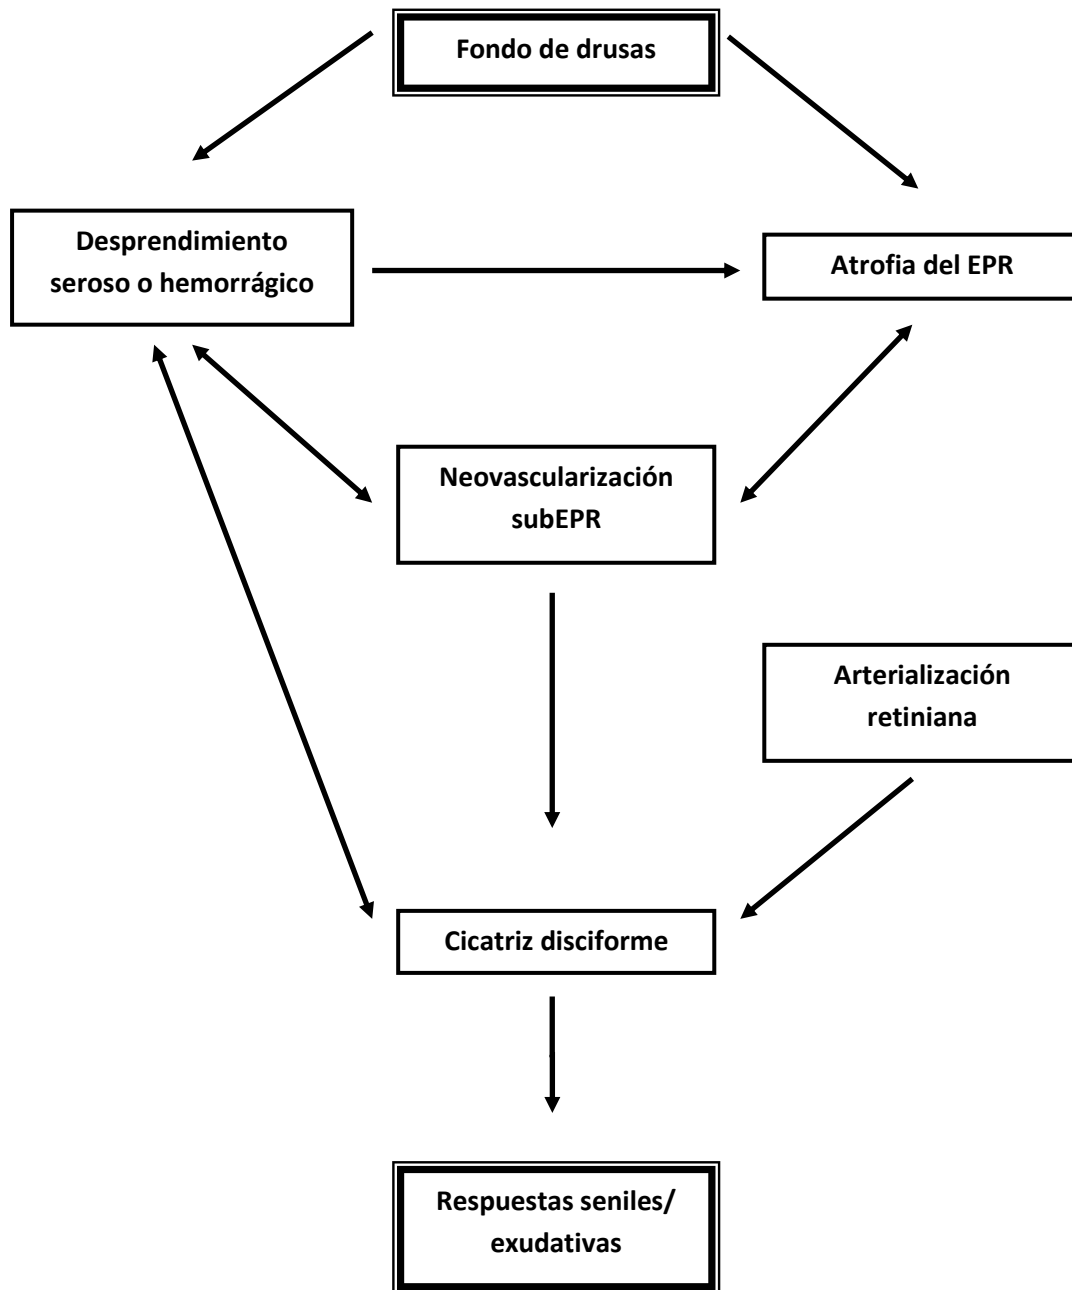 Fondo de drusas
Desprendimiento
seroso o hemorrágico
Atrofia del EPR
Neovascularización
subEPR
Arterialización
retiniana
Cicatriz disciforme
Respuestas seniles/
exudativas